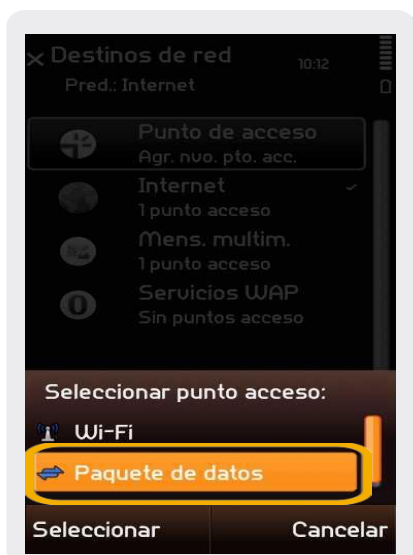 Destinos de red
10:12
Pred.: Internet
Punto de acceso
Agr. nvo. pto. acc.
Internet
1 punto acceso
Mens. multim.
1 punto acceso
Servicios WAP
Sin puntos acceso
Seleccionar punto acceso:
Wi-Fi
Paquete de datos
Seleccionar
Cancelar